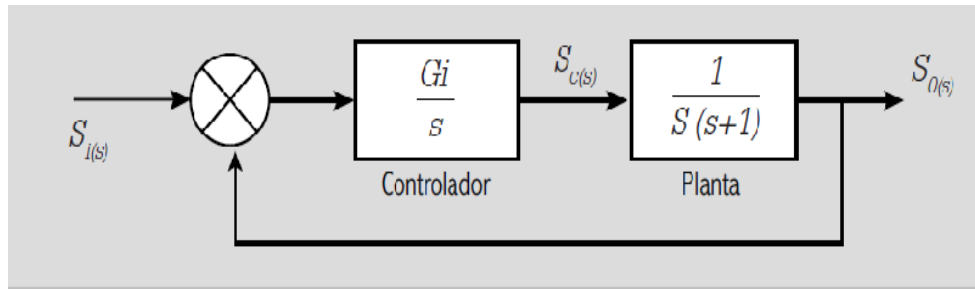 S_i(s)
Gi
s
Controlador
S_c(s)
1
S (s+1)
Planta
S_0(s)